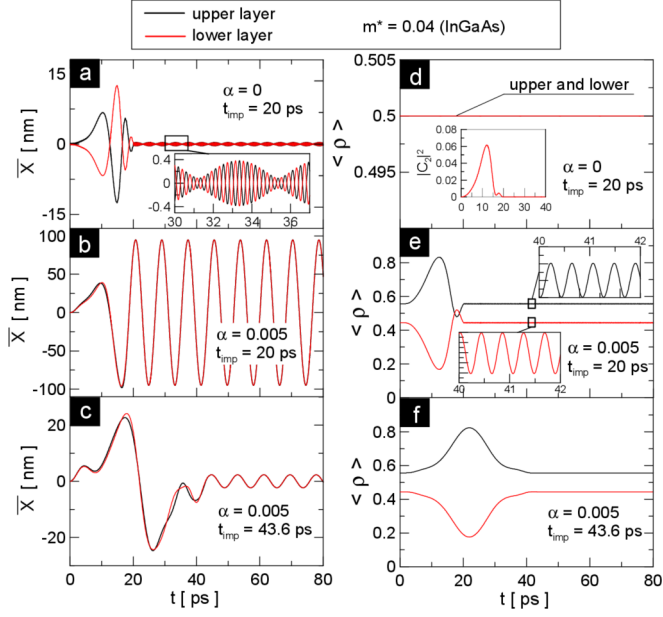 upper layer
lower layer
m* = 0.04 (InGaAs)
a
15
0
-15
X [ nm ]
α = 0
t_imp = 20 ps
0.4
0
-0.4
30 32 34 36
b
100
50
0
-50
-100
X [ nm ]
α = 0.005
t_imp = 20 ps
c
20
0
-20
X [ nm ]
α = 0.005
t_imp = 43.6 ps
0 20 40 60 80
t [ ps ]
d
0.505
0.5
0.495
< ρ >
upper and lower
0.08
0.06
0.04
0.02
0
|C₂|²
0 10 20 30 40
α = 0
t_imp = 20 ps
e
0.8
0.6
0.4
0.2
0
< ρ >
40 41 42
40 41 42
α = 0.005
t_imp = 20 ps
f
0.8
0.6
0.4
0.2
0
< ρ >
α = 0.005
t_imp = 43.6 ps
0 20 40 60 80
t [ ps ]